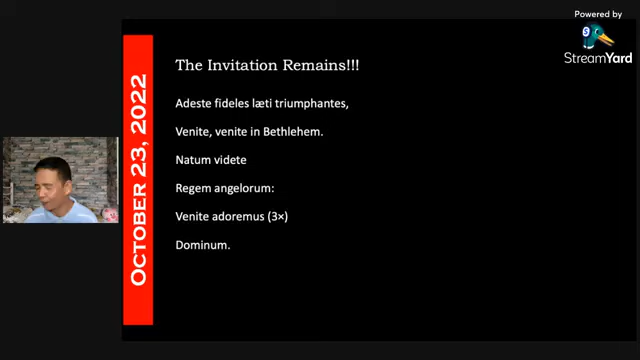 Powered by
S
StreamYard
OCTOBER 23, 2022
The Invitation Remains!!!
Adeste fideles læti triumphantes,
Venite, venite in Bethlehem.
Natum videte
Regem angelorum:
Venite adoremus (3×)
Dominum.